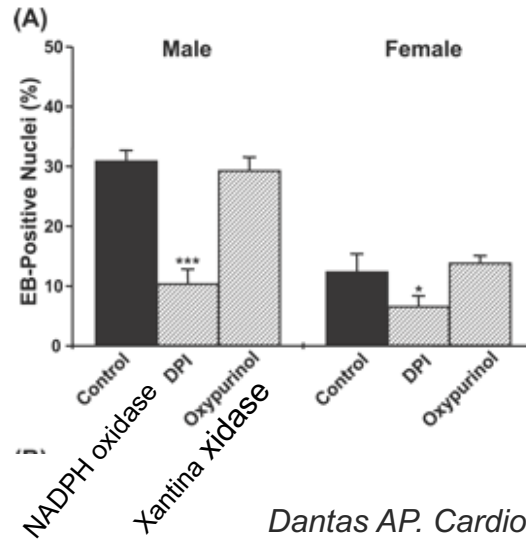 (A)
Male
Female
EB-Positive Nuclei (%)
50
40
30
20
10
0
***
*
Control
DPI
Oxypurinol
Control
DPI
Oxypurinol
NADPH oxidase
Xantina xidase
Dantas AP. Cardio